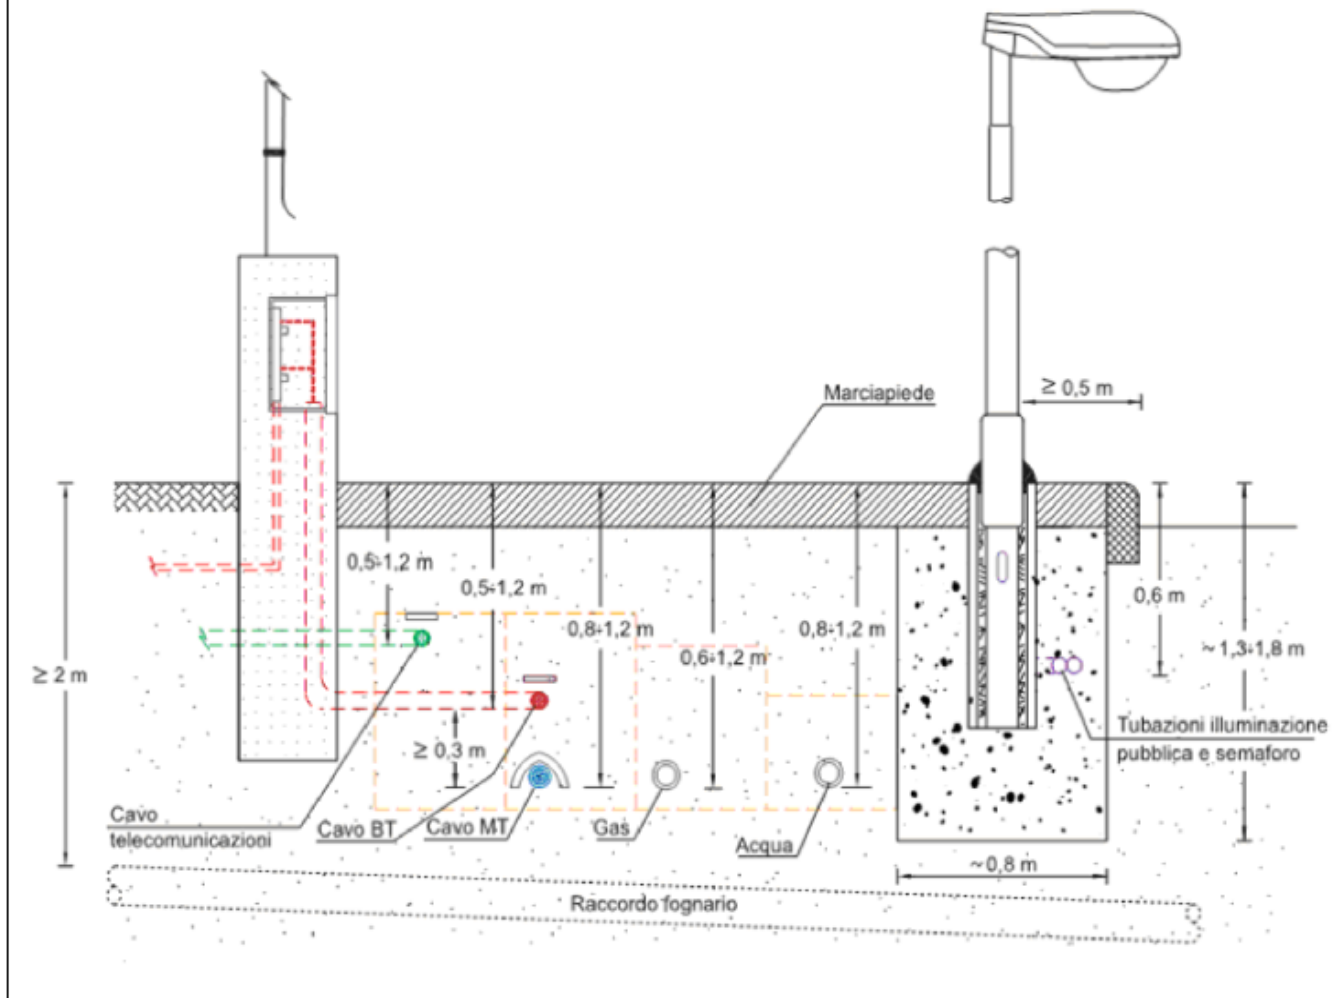 Marciapiede
≥ 0,5 m
0,5÷1,2 m
0,5÷1,2 m
0,8÷1,2 m
0,6÷1,2 m
0,8÷1,2 m
0,6 m
~ 1,3÷1,8 m
≥ 2 m
≥ 0,3 m
Tubazioni illuminazione
pubblica e semaforo
Cavo
telecomunicazioni
Cavo BT
Cavo MT
Gas
Acqua
~0,8 m
Raccordo fognario